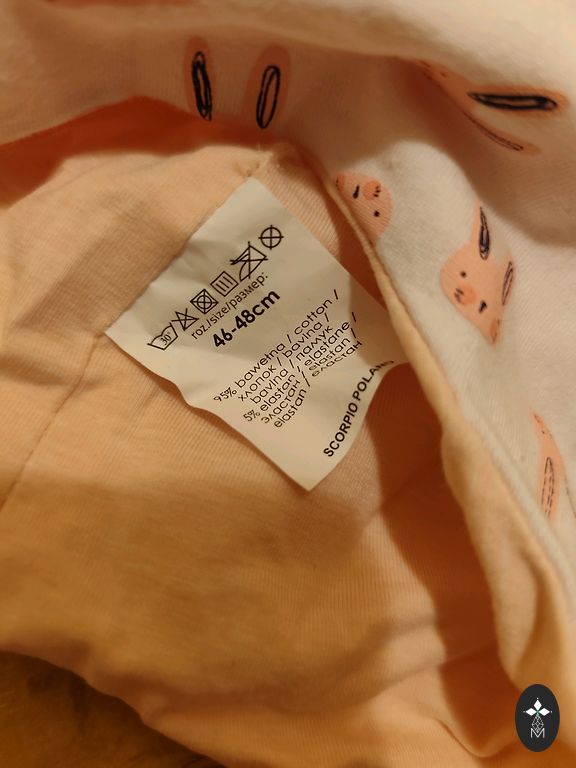 30°
roz./size/размер:
46-48cm
95% bawełna / cotton /
хлопок / bavlna /
bavlna / памук
5% elastan / elastane /
эластан / elastan /
elastan / еластан
SCORPIO POLAND
M